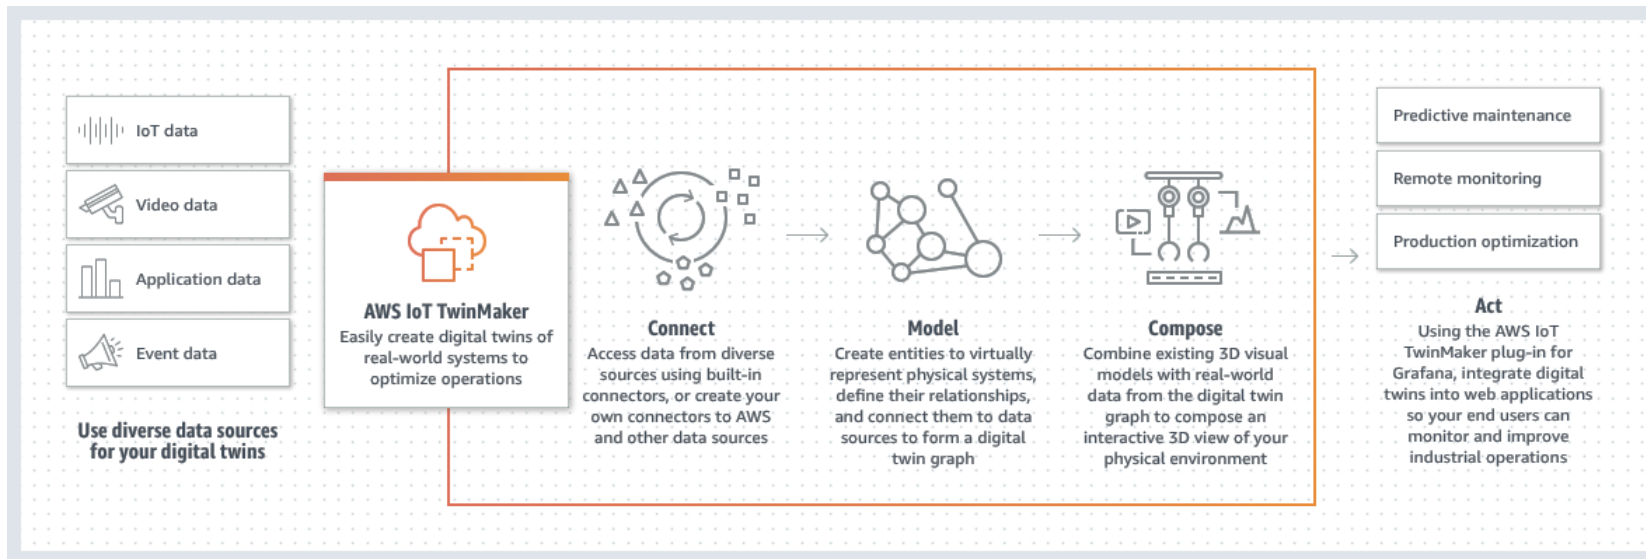 IoT data
Video data
Application data
Event data
Use diverse data sources
for your digital twins
AWS IoT TwinMaker
Easily create digital twins of
real-world systems to
optimize operations
Connect
Access data from diverse
sources using built-in
connectors, or create your
own connectors to AWS
and other data sources
Model
Create entities to virtually
represent physical systems,
define their relationships,
and connect them to data
sources to form a digital
twin graph
Compose
Combine existing 3D visual
models with real-world
data from the digital twin
graph to compose an
interactive 3D view of your
physical environment
Predictive maintenance
Remote monitoring
Production optimization
Act
Using the AWS IoT
TwinMaker plug-in for
Grafana, integrate digital
twins into web applications
so your end users can
monitor and improve
industrial operations